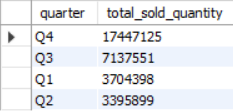 quarter total_sold_quantity
Q4 17447125
Q3 7137551
Q1 3704398
Q2 3395899